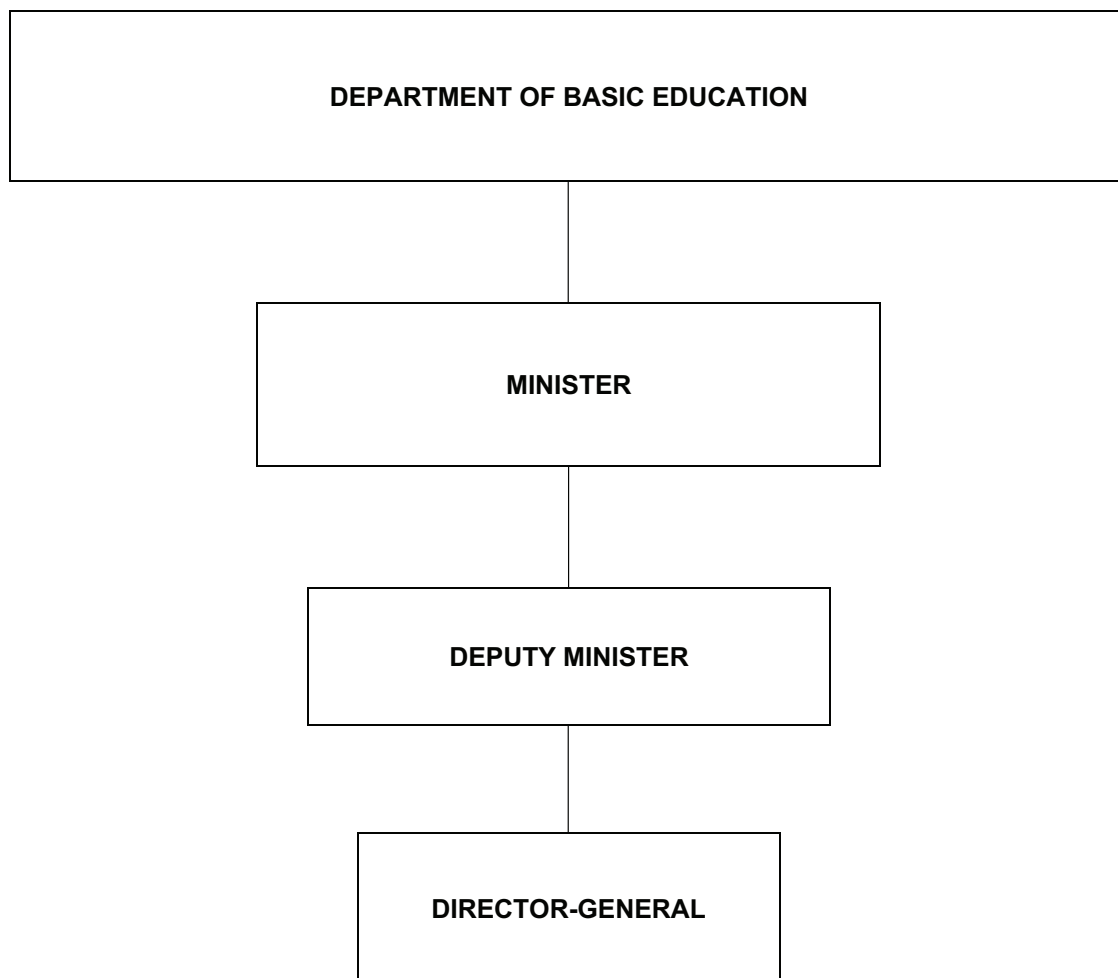 DEPARTMENT OF BASIC EDUCATION
MINISTER
DEPUTY MINISTER
DIRECTOR-GENERAL